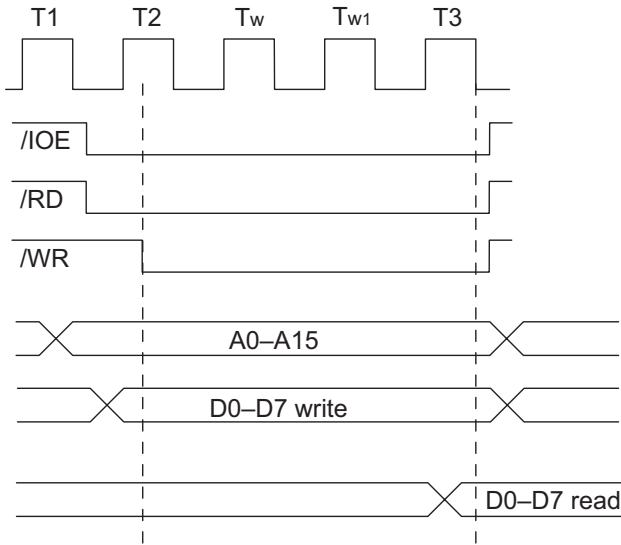 T1 T2 Tw Tw1 T3
/IOE
/RD
/WR
A0–A15
D0–D7 write
D0–D7 read